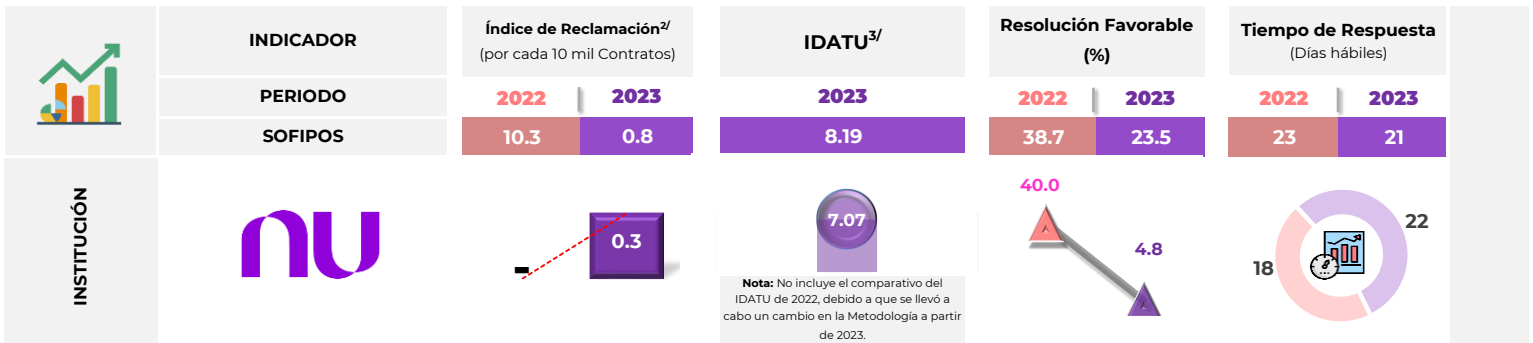 INDICADOR
Índice de Reclamación2/
(por cada 10 mil Contratos)
IDATU3/
Resolución Favorable
(%)
Tiempo de Respuesta
(Días hábiles)
PERIODO
2022
2023
2023
2022
2023
2022
2023
SOFIPOS
10.3
0.8
8.19
38.7
23.5
23
21
INSTITUCIÓN
nu
-
0.3
7.07
Nota: No incluye el comparativo del
IDATU de 2022, debido a que se llevó a
cabo un cambio en la Metodología a partir
de 2023.
40.0
4.8
18
22